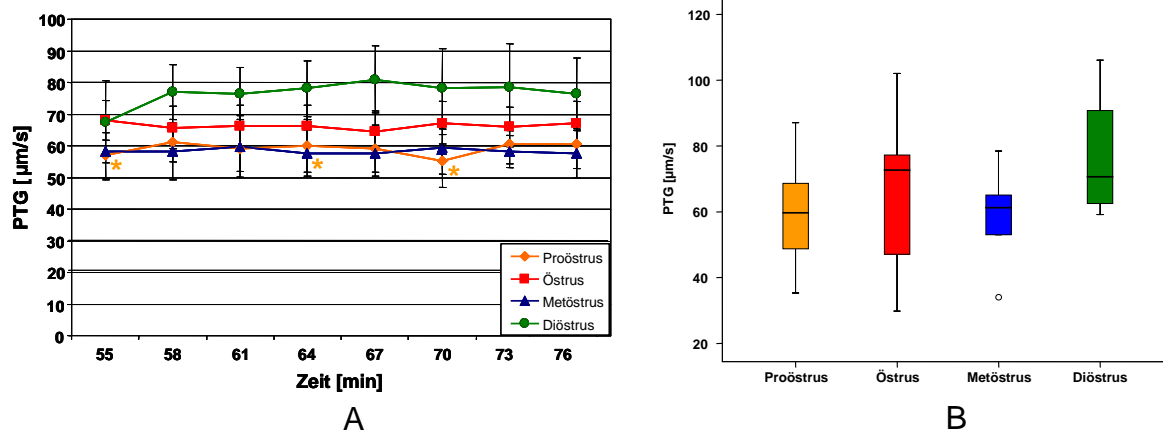 PTG [ µm/s]
100
90
80
70
60
50
40
30
20
10
0
*
*
*
Proöstrus
Östrus
Metöstrus
Diöstrus
55 58 61 64 67 70 73 76
Zeit [min]
A
PTG [µm/s]
120
100
80
60
40
20
Proöstrus Östrus Metöstrus Diöstrus
B